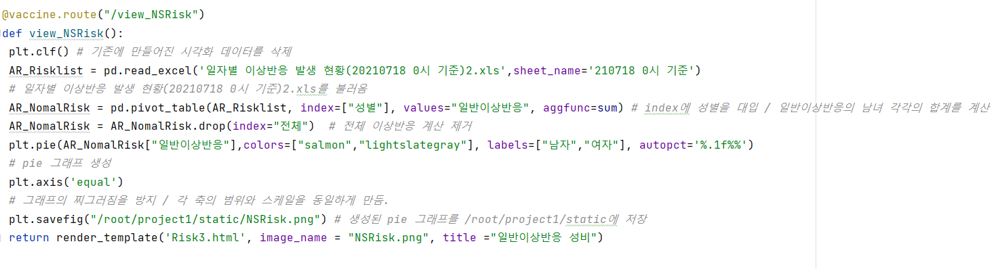 @vaccine.route("/view_NSRisk")
def view_NSRisk():
 plt.clf() # 기존에 만들어진 시각화 데이터를 삭제
 AR_Risklist = pd.read_excel('일자별 이상반응 발생 현황(20210718 0시 기준)2.xls',sheet_name='210718 0시 기준')
 # 일자별 이상반응 발생 현황(20210718 0시 기준)2.xls를 불러옴
 AR_NomalRisk = pd.pivot_table(AR_Risklist, index=["성별"], values="일반이상반응", aggfunc=sum) # index에 성별을 대입 / 일반이상반응의 남녀 각각의 합계를 계산
 AR_NomalRisk = AR_NomalRisk.drop(index="전체")  # 전체 이상반응 계산 제거
 plt.pie(AR_NomalRisk["일반이상반응"],colors=["salmon","lightslategray"], labels=["남자","여자"], autopct='%.1f%%')
 # pie 그래프 생성
 plt.axis('equal')
 # 그래프의 찌그러짐을 방지 / 각 축의 범위와 스케일을 동일하게 만듬.
 plt.savefig("/root/project1/static/NSRisk.png") # 생성된 pie 그래프를 /root/project1/static에 저장
 return render_template('Risk3.html', image_name = "NSRisk.png", title ="일반이상반응 성비")